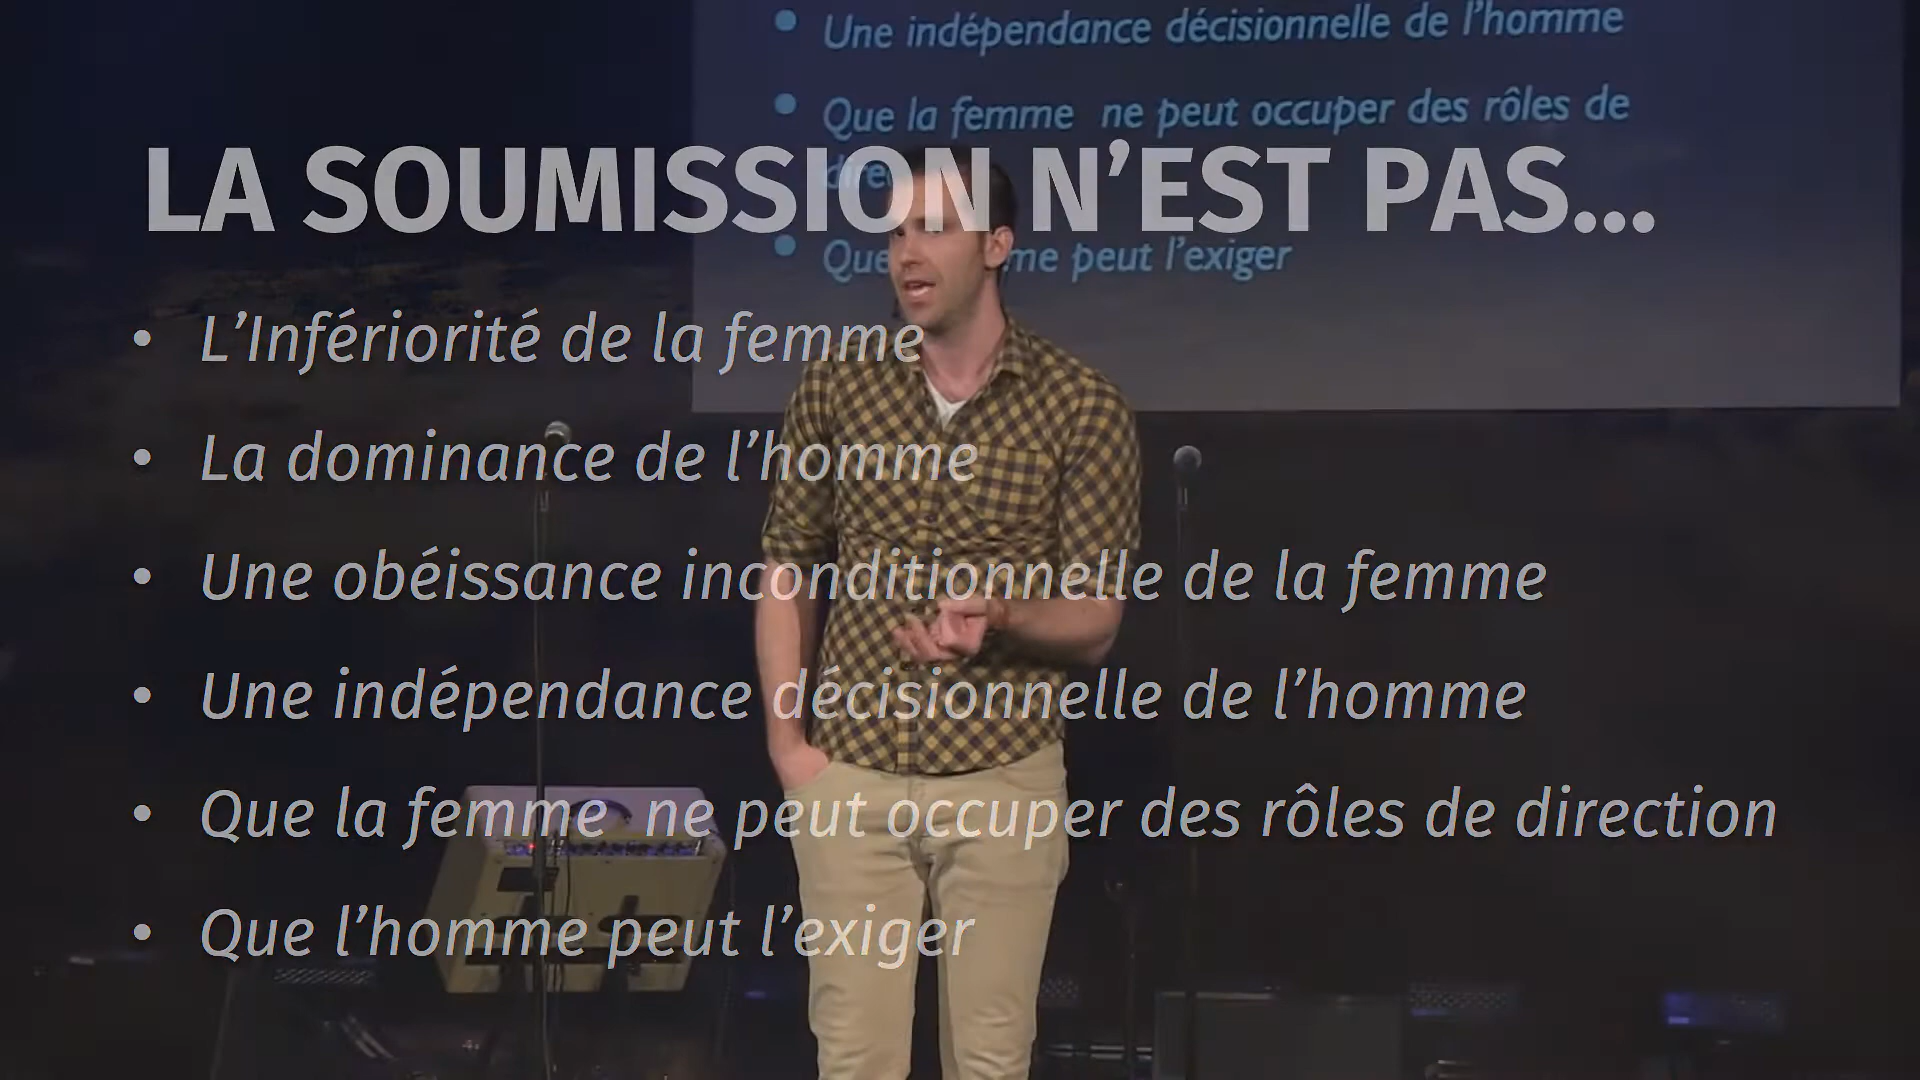 Une indépendance décisionnelle de l’homme
Que la femme ne peut occuper des rôles de
Que me peut l’exiger
LA SOUMISSION N’EST PAS...
L’Infériorité de la femme
La dominance de l’homme
Une obéissance inconditionnelle de la femme
Une indépendance décisionnelle de l’homme
Que la femme ne peut occuper des rôles de direction
Que l’homme peut l’exiger